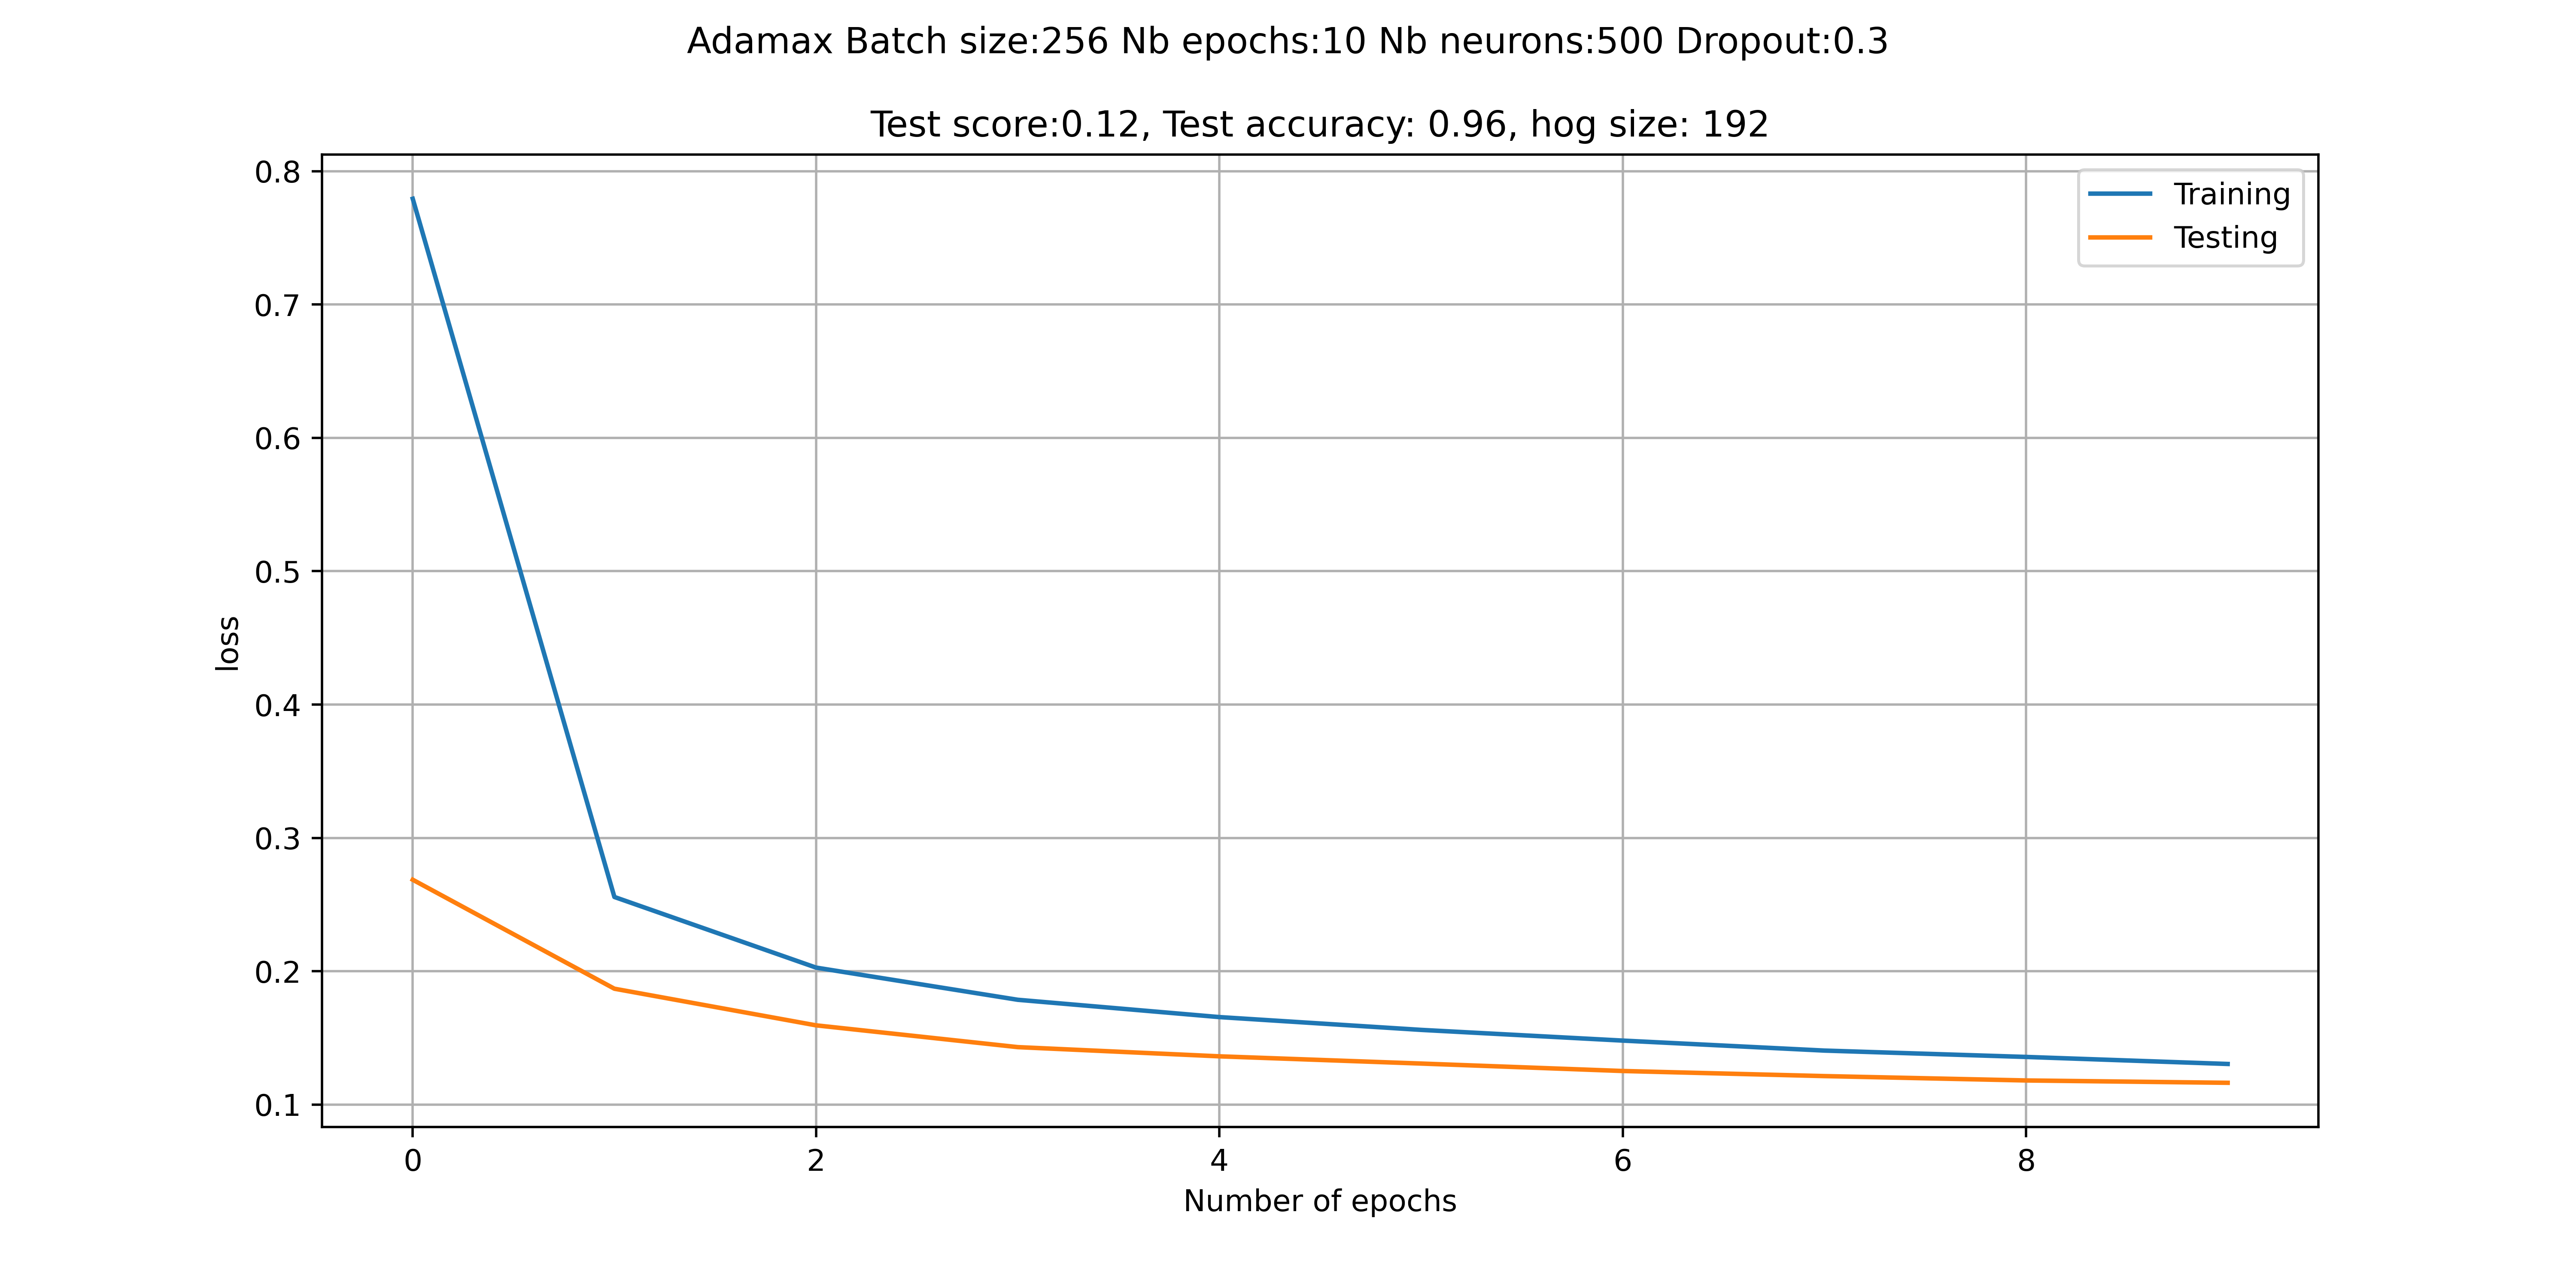 Adamax Batch size:256 Nb epochs:10 Nb neurons:500 Dropout:0.3
Test score:0.12, Test accuracy: 0.96, hog size: 192
Training
Testing
0.8
0.7
0.6
0.5
0.4
0.3
0.2
0.1
loss
0 2 4 6 8
Number of epochs